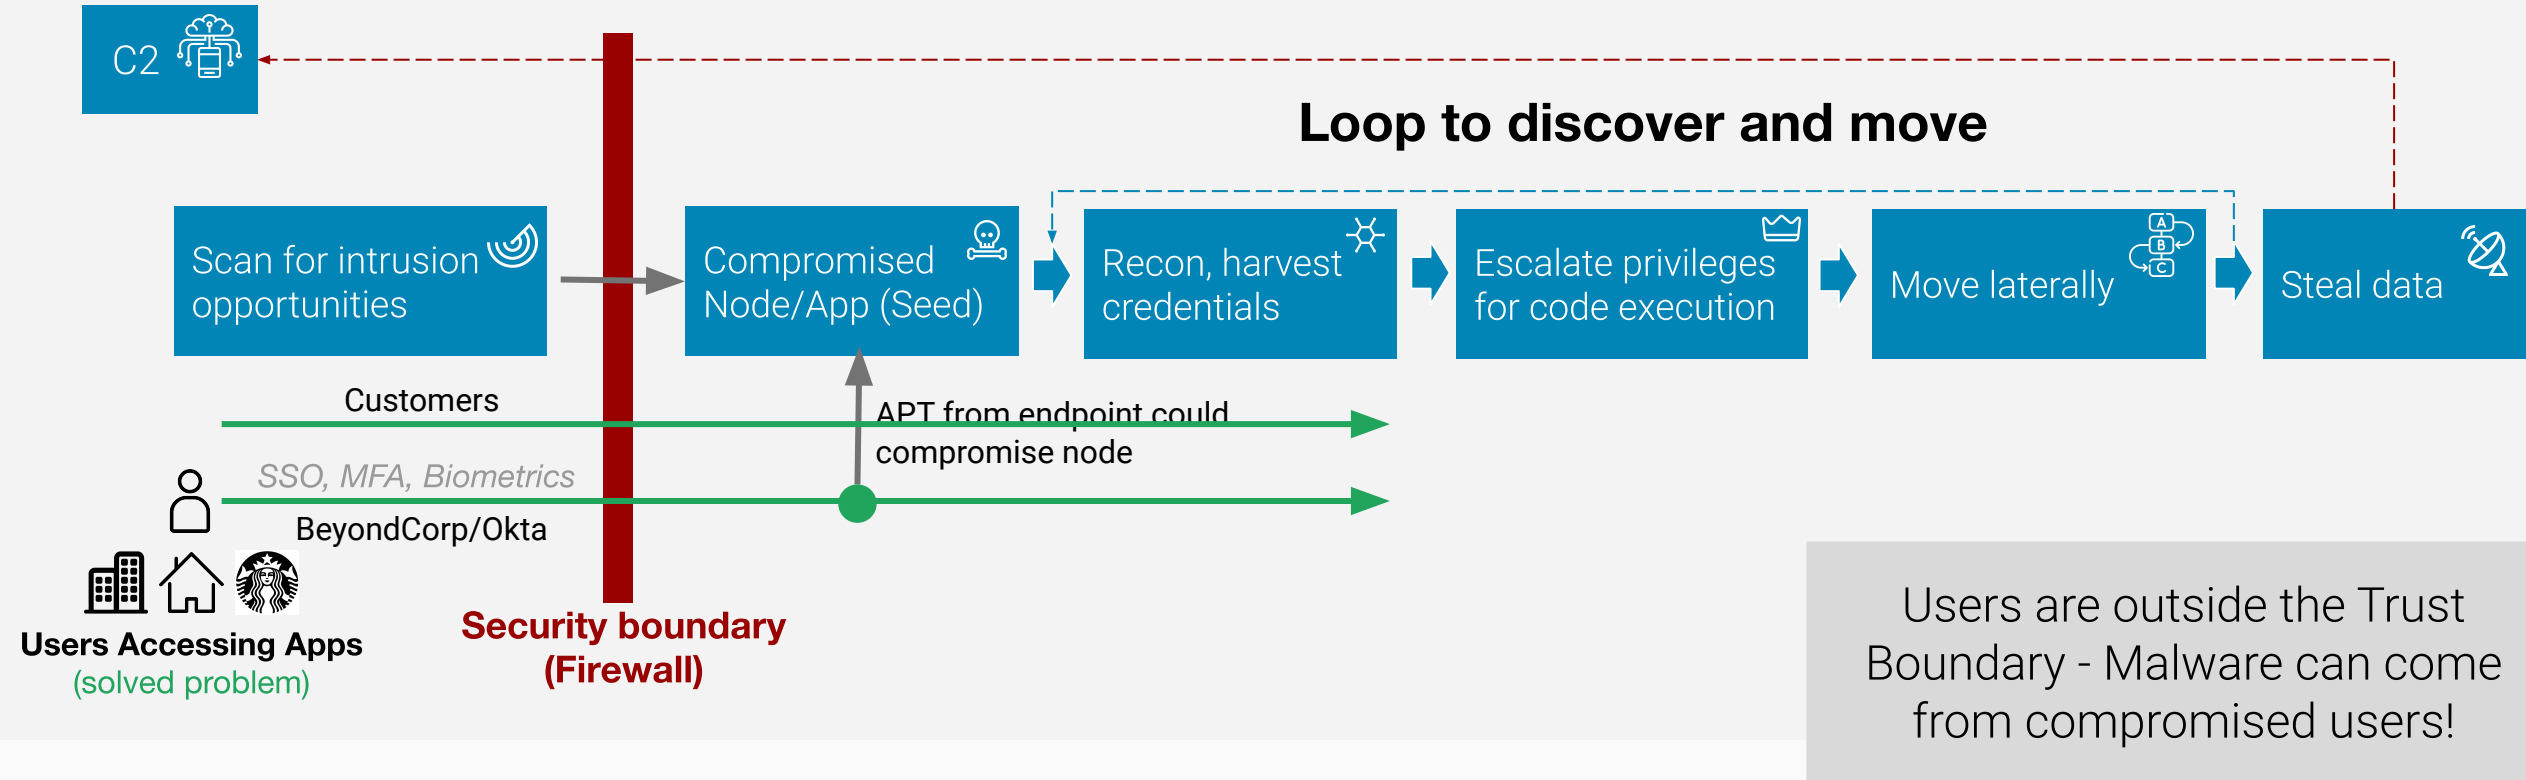 C2
Loop to discover and move
Scan for intrusion
opportunities
Compromised
Node/App (Seed)
Recon, harvest
credentials
Escalate privileges
for code execution
A
B
C
Move laterally
Steal data
Customers
APT from endpoint could
compromise node
SSO, MFA, Biometrics
BeyondCorp/Okta
Users Accessing Apps
(solved problem)
Security boundary
(Firewall)
Users are outside the Trust
Boundary - Malware can come
from compromised users!